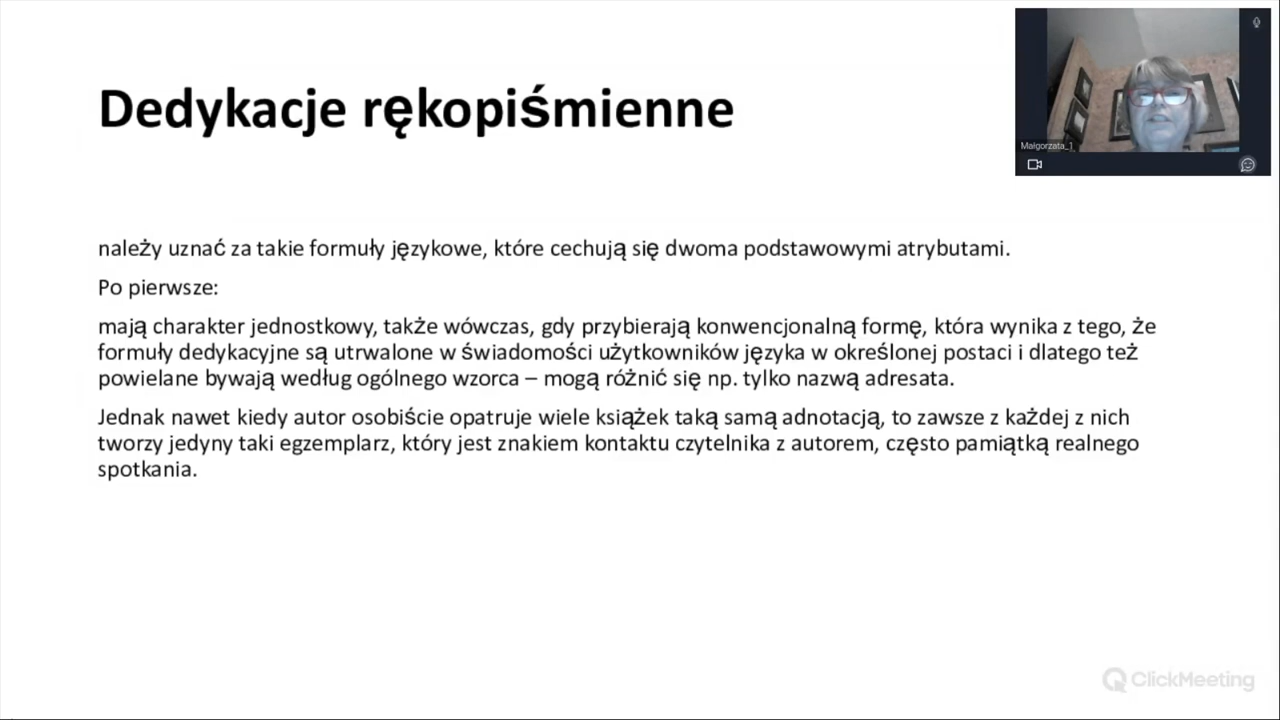 Dedykacje rękopiśmienne
Małgorzata_1
należy uznać za takie formuły językowe, które cechują się dwoma podstawowymi atrybutami.
Po pierwsze:
mają charakter jednostkowy, także wówczas, gdy przybierają konwencjonalną formę, która wynika z tego, że
formuły dedykacyjne są utrwalone w świadomości użytkowników języka w określonej postaci i dlatego też
powielane bywają według ogólnego wzorca – mogą różnić się np. tylko nazwą adresata.
Jednak nawet kiedy autor osobiście opatruje wiele książek taką samą adnotacją, to zawsze z każdej z nich
tworzy jedyny taki egzemplarz, który jest znakiem kontaktu czytelnika z autorem, często pamiątką realnego
spotkania.
ClickMeeting